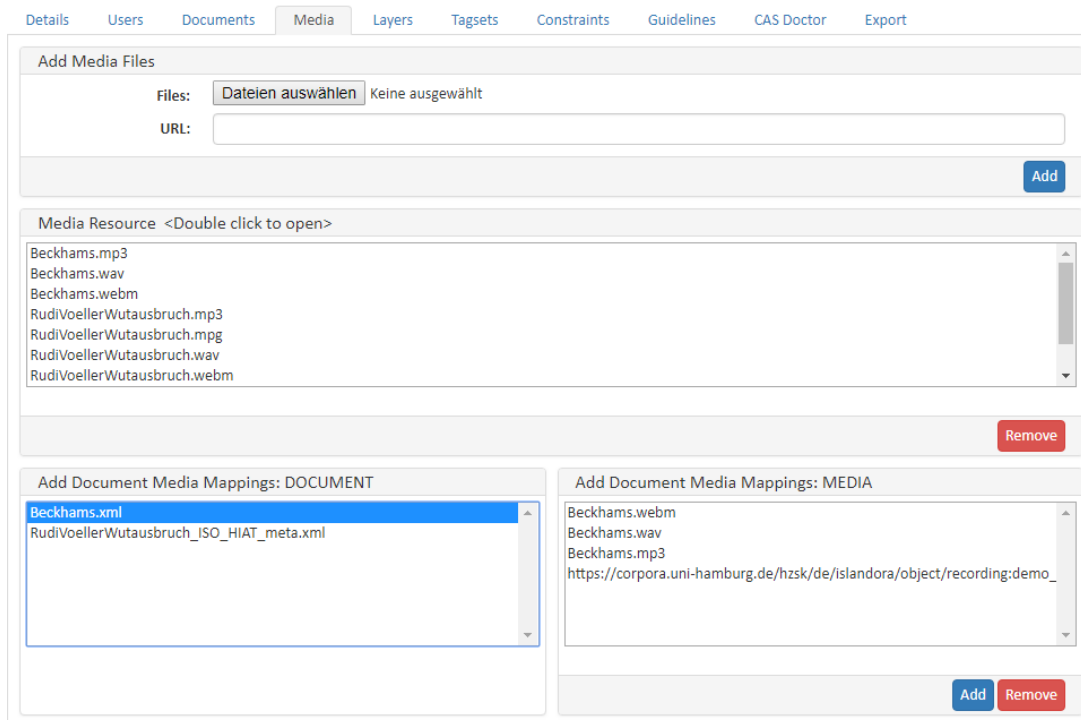 Details Users Documents Media Layers Tagsets Constraints Guidelines CAS Doctor Export
Add Media Files
Files: Dateien auswählen Keine ausgewählt
URL:
Add
Media Resource <Double click to open>
Beckhams.mp3
Beckhams.wav
Beckhams.webm
RudiVoellerWutausbruch.mp3
RudiVoellerWutausbruch.mpg
RudiVoellerWutausbruch.wav
RudiVoellerWutausbruch.webm
Remove
Add Document Media Mappings: DOCUMENT
Beckhams.xml
RudiVoellerWutausbruch_ISO_HIAT_meta.xml
Add Document Media Mappings: MEDIA
Beckhams.webm
Beckhams.wav
Beckhams.mp3
https://corpora.uni-hamburg.de/hzsk/de/islandora/object/recording:demo_
Add Remove